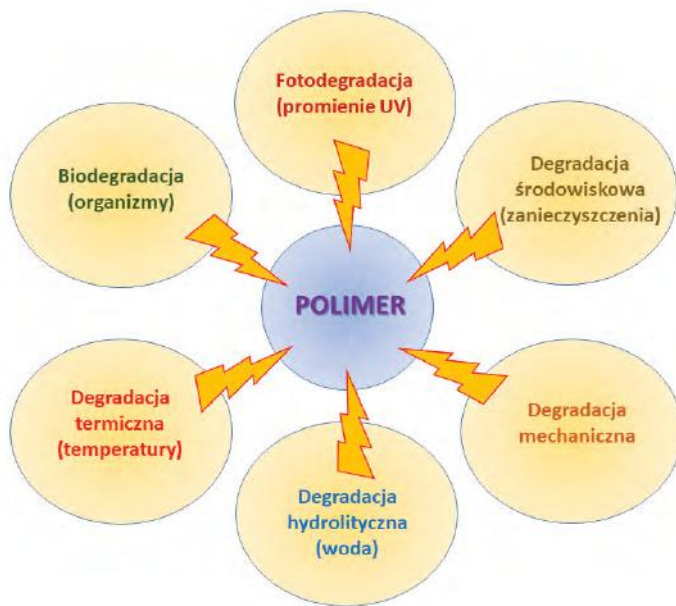 Fotodegradacja
(promienie UV)
Biodegradacja
(organizmy)
Degradacja
środowiskowa
(zanieczyszczenia)
POLIMER
Degradacja
termiczna
(temperatury)
Degradacja
mechaniczna
Degradacja
hydrolityczna
(woda)